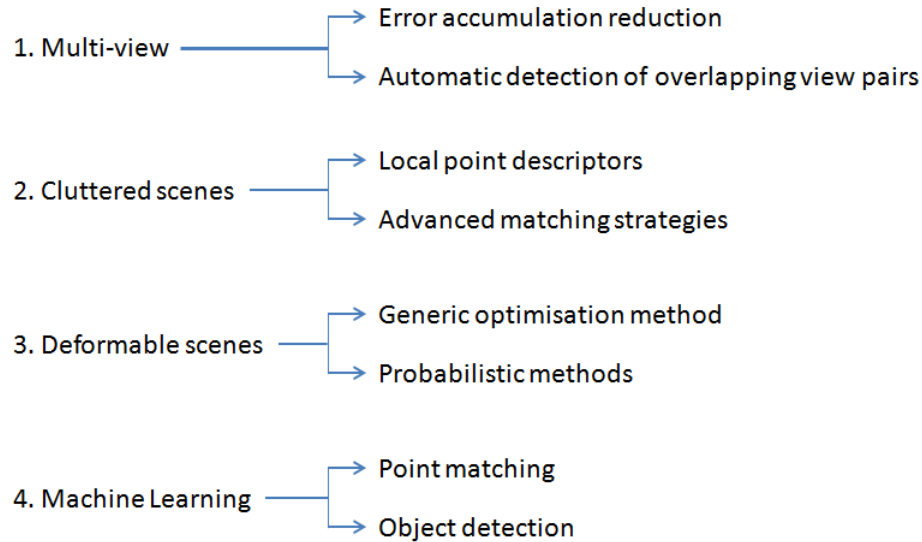 1. Multi-view
Error accumulation reduction
Automatic detection of overlapping view pairs
2. Cluttered scenes
Local point descriptors
Advanced matching strategies
3. Deformable scenes
Generic optimisation method
Probabilistic methods
4. Machine Learning
Point matching
Object detection